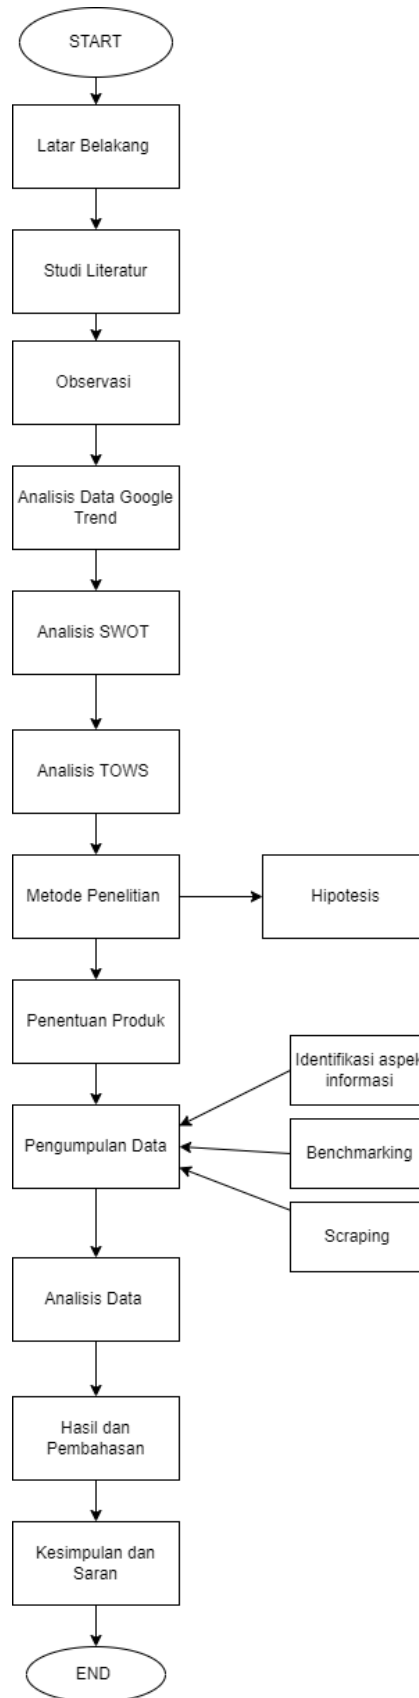 START
Latar Belakang
Studi Literatur
Observasi
Analisis Data Google
Trend
Analisis SWOT
Analisis TOWS
Metode Penelitian
Hipotesis
Penentuan Produk
Identifikasi aspek
informasi
Pengumpulan Data
Benchmarking
Scraping
Analisis Data
Hasil dan
Pembahasan
Kesimpulan dan
Saran
END